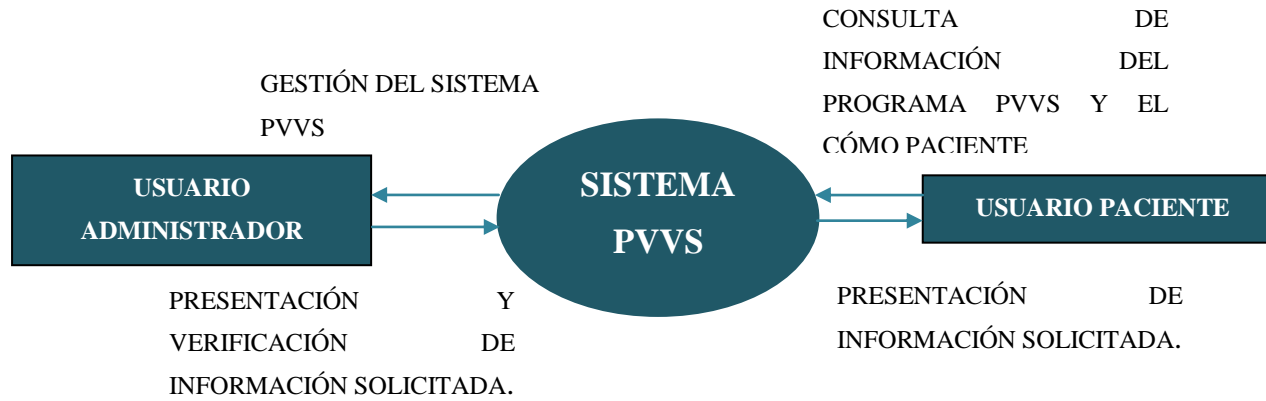 CONSULTA DE
INFORMACIÓN DEL
PROGRAMA PVVS Y EL
CÓMO PACIENTE
GESTIÓN DEL SISTEMA
PVVS
USUARIO
ADMINISTRADOR
SISTEMA
PVVS
USUARIO PACIENTE
PRESENTACIÓN Y
VERIFICACIÓN DE
INFORMACIÓN SOLICITADA.
PRESENTACIÓN DE
INFORMACIÓN SOLICITADA.